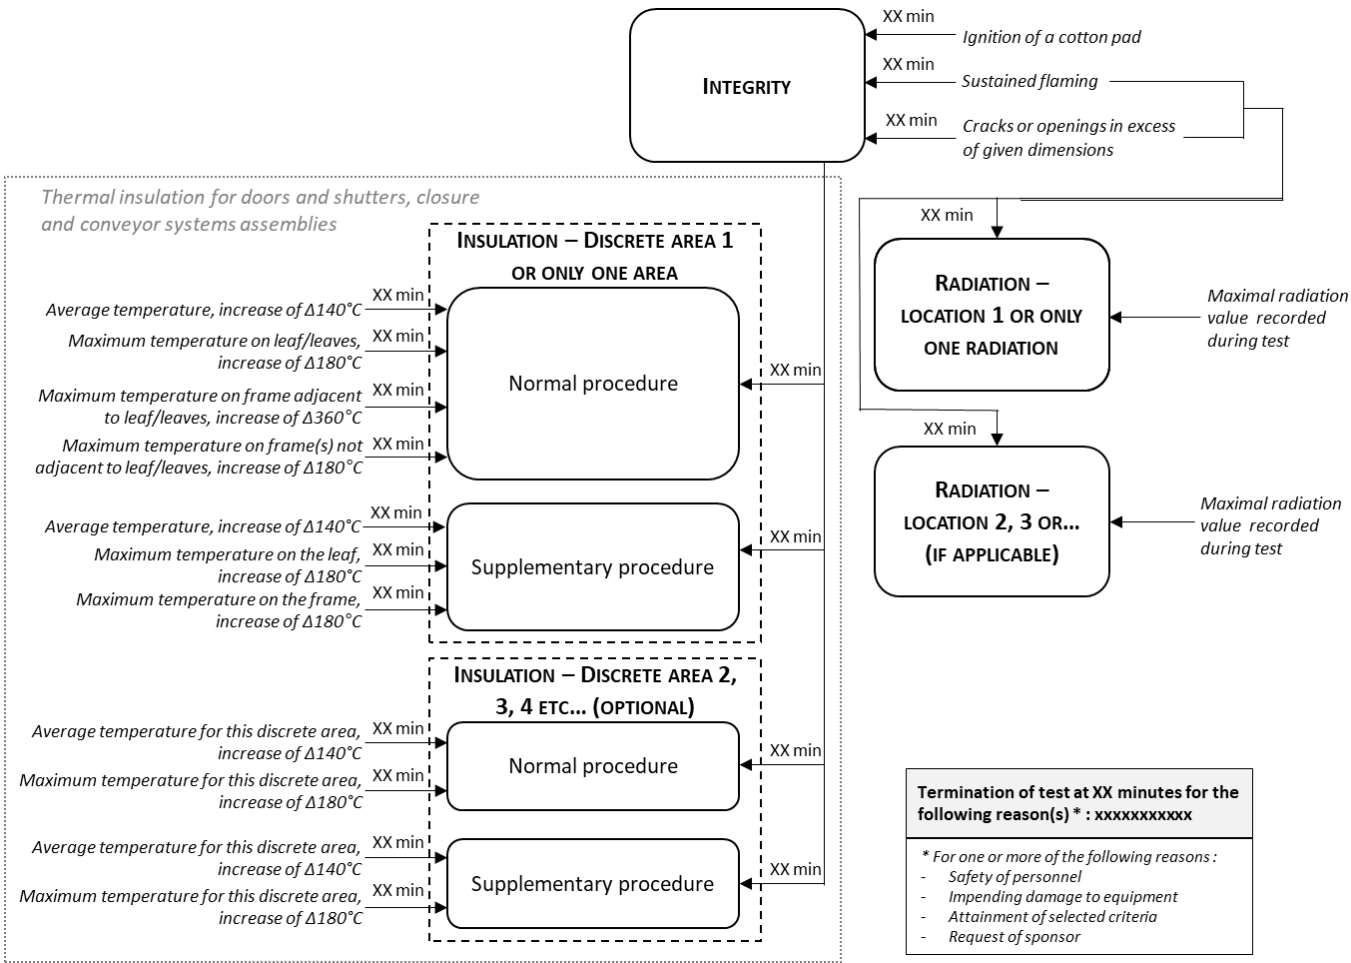 XX min
Ignition of a cotton pad
XX min
Sustained flaming
INTEGRITY
XX min
Cracks or openings in excess
of given dimensions
Thermal insulation for doors and shutters, closure
and conveyor systems assemblies
INSULATION – DISCRETE AREA 1
OR ONLY ONE AREA
XX min
Average temperature, increase of Δ140°C
XX min
Maximum temperature on leaf/leaves,
increase of Δ180°C
XX min
Maximum temperature on frame adjacent
to leaf/leaves, increase of Δ360°C
XX min
Maximum temperature on frame(s) not
adjacent to leaf/leaves, increase of Δ180°C
Normal procedure
XX min
XX min
Average temperature, increase of Δ140°C
XX min
Maximum temperature on the leaf,
increase of Δ180°C
XX min
Maximum temperature on the frame,
increase of Δ180°C
Supplementary procedure
XX min
INSULATION – DISCRETE AREA 2,
3, 4 ETC... (OPTIONAL)
XX min
Average temperature for this discrete area,
increase of Δ140°C
XX min
Maximum temperature for this discrete area,
increase of Δ180°C
Normal procedure
XX min
XX min
Average temperature for this discrete area,
increase of Δ140°C
XX min
Maximum temperature for this discrete area,
increase of Δ180°C
Supplementary procedure
XX min
XX min
RADIATION –
LOCATION 1 OR ONLY
ONE RADIATION
Maximal radiation
value recorded
during test
XX min
RADIATION –
LOCATION 2, 3 OR...
(IF APPLICABLE)
Maximal radiation
value recorded
during test
Termination of test at XX minutes for the
following reason(s) * : xxxxxxxxxxx
* For one or more of the following reasons :
- Safety of personnel
- Impending damage to equipment
- Attainment of selected criteria
- Request of sponsor